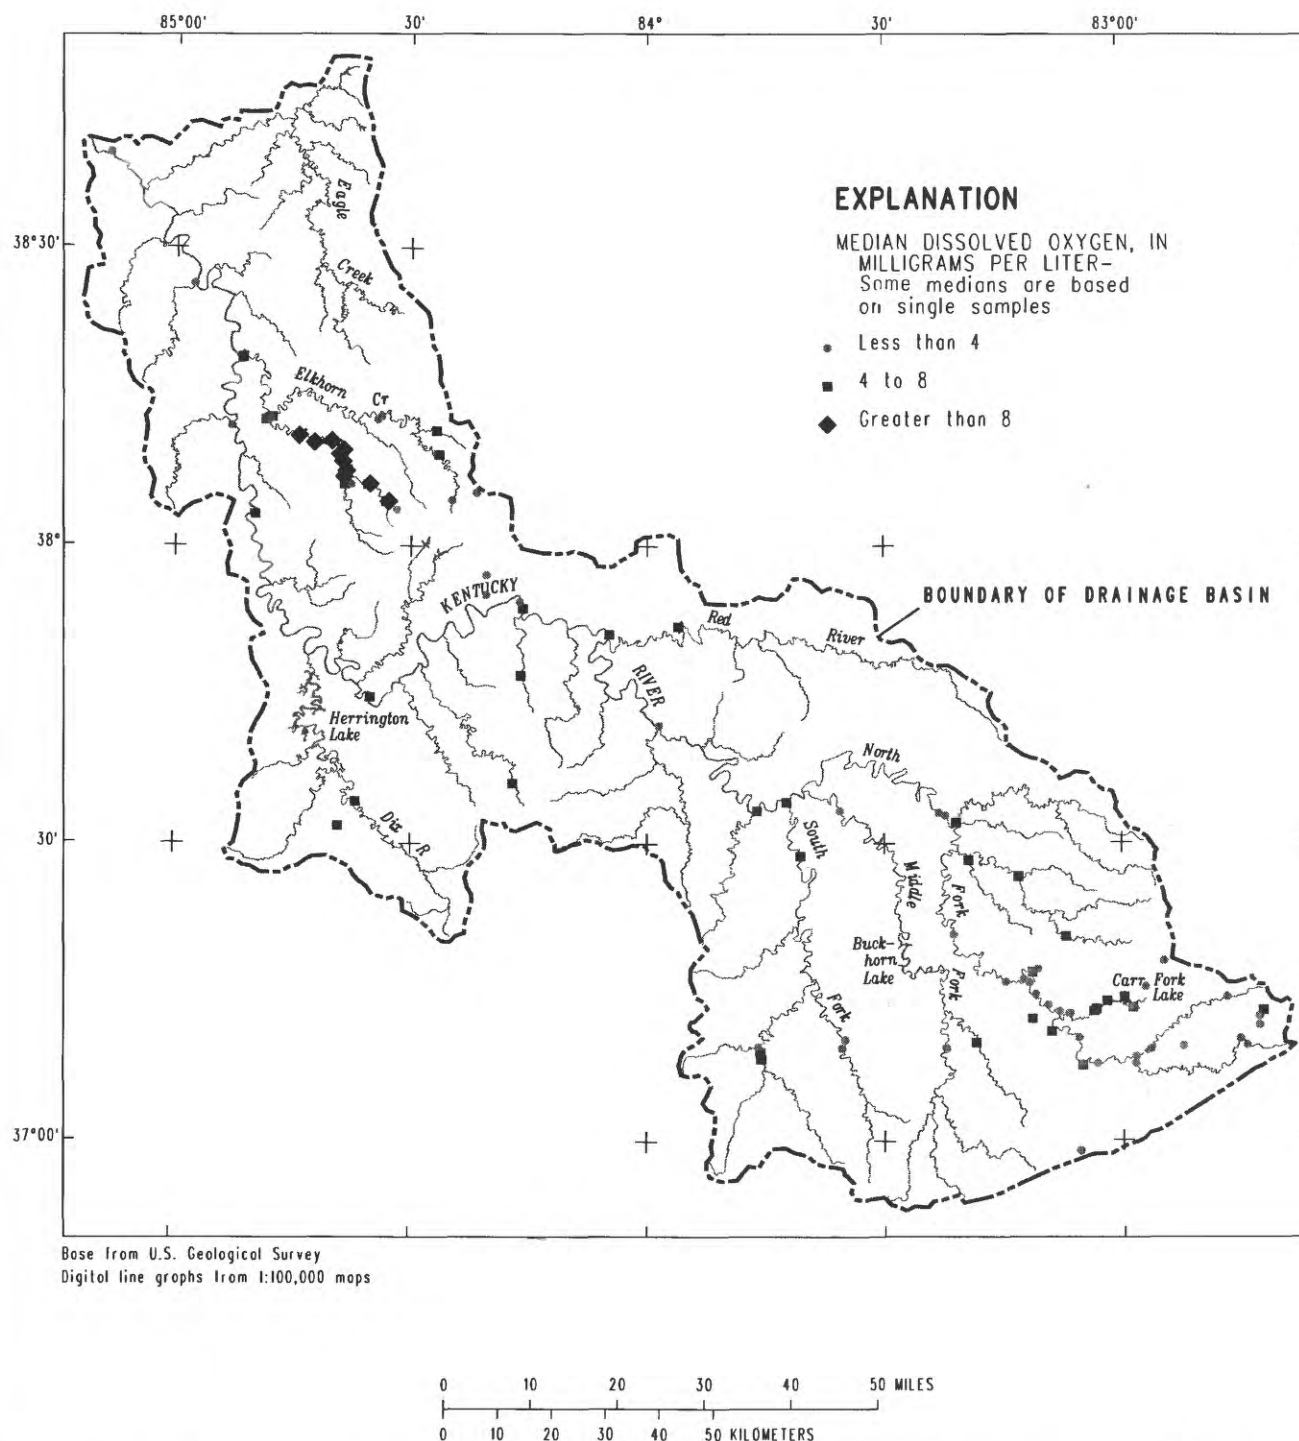 85°00' 30' 84° 30' 83°00'
EXPLANATION
MEDIAN DISSOLVED OXYGEN, IN
MILLIGRAMS PER LITER-
Some medians are based
on single samples
Less than 4
4 to 8
Greater than 8
38°30'
Eagle
Creek
Elkhorn
Cr
38°
BOUNDARY OF DRAINAGE BASIN
KENTUCKY
Red
River
RIVER
Herrington
Lake
North
30'
Dix
R
South
Middle
Fork
Buck-
horn
Lake
Fork
Fork
Carr Fork
Lake
37°00'
Base from U.S. Geological Survey
Digital line graphs from 1:100,000 maps
0 10 20 30 40 50 MILES
0 10 20 30 40 50 KILOMETERS